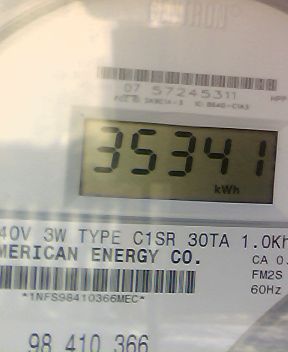 CENTRON®
07 57245311
35341
kWh
40V 3W TYPE C1SR 30TA 1.0Kh
MERICAN ENERGY CO.
CA 0.
FM2S
60Hz
*1NFS98410366MEC*
98 410 366